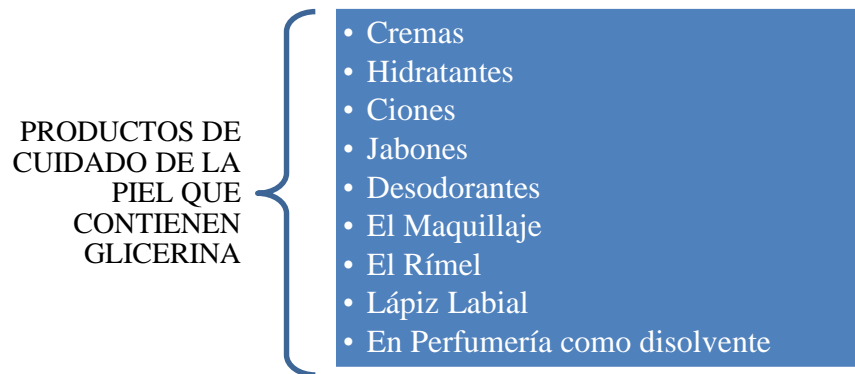 PRODUCTOS DE
CUIDADO DE LA
PIEL QUE
CONTIENEN
GLICERINA
• Cremas
• Hidratantes
• Ciones
• Jabones
• Desodorantes
• El Maquillaje
• El Rímel
• Lápiz Labial
• En Perfumería como disolvente